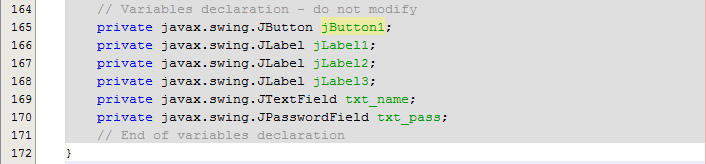 164 // Variables declaration - do not modify
165 private javax.swing.JButton jButton1;
166 private javax.swing.JLabel jLabel1;
167 private javax.swing.JLabel jLabel2;
168 private javax.swing.JLabel jLabel3;
169 private javax.swing.JTextField txt_name;
170 private javax.swing.JPasswordField txt_pass;
171 // End of variables declaration
172 }